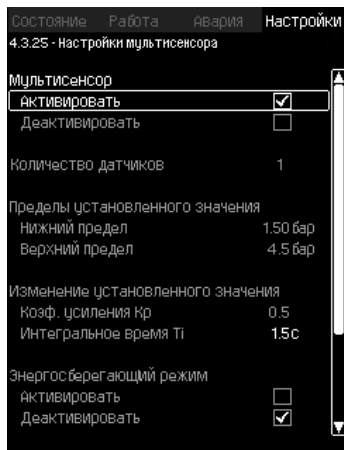 Состояние Работа Авария Настройки
4.3.25 - Настройки мультисенсора
Мультисенсор
Активировать
Деактивировать
Количество датчиков 1
Пределы установленного значения
Нижний предел 1.50 бар
Верхний предел 4.5 бар
Изменение установленного значения
Коэф. усиления Kp 0.5
Интегральное время Ti 1.5с
Энергосберегающий режим
Активировать
Деактивировать